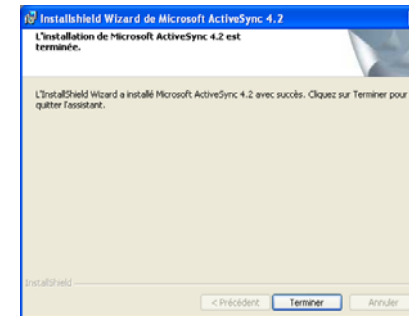 Installshield Wizard de Microsoft ActiveSync 4.2
L'installation de Microsoft ActiveSync 4.2 est
terminée.
L'InstallShield Wizard a installé Microsoft ActiveSync 4.2 avec succès. Cliquez sur Terminer pour
quitter l'assistant.
InstallShield
< Précédent Terminer Annuler